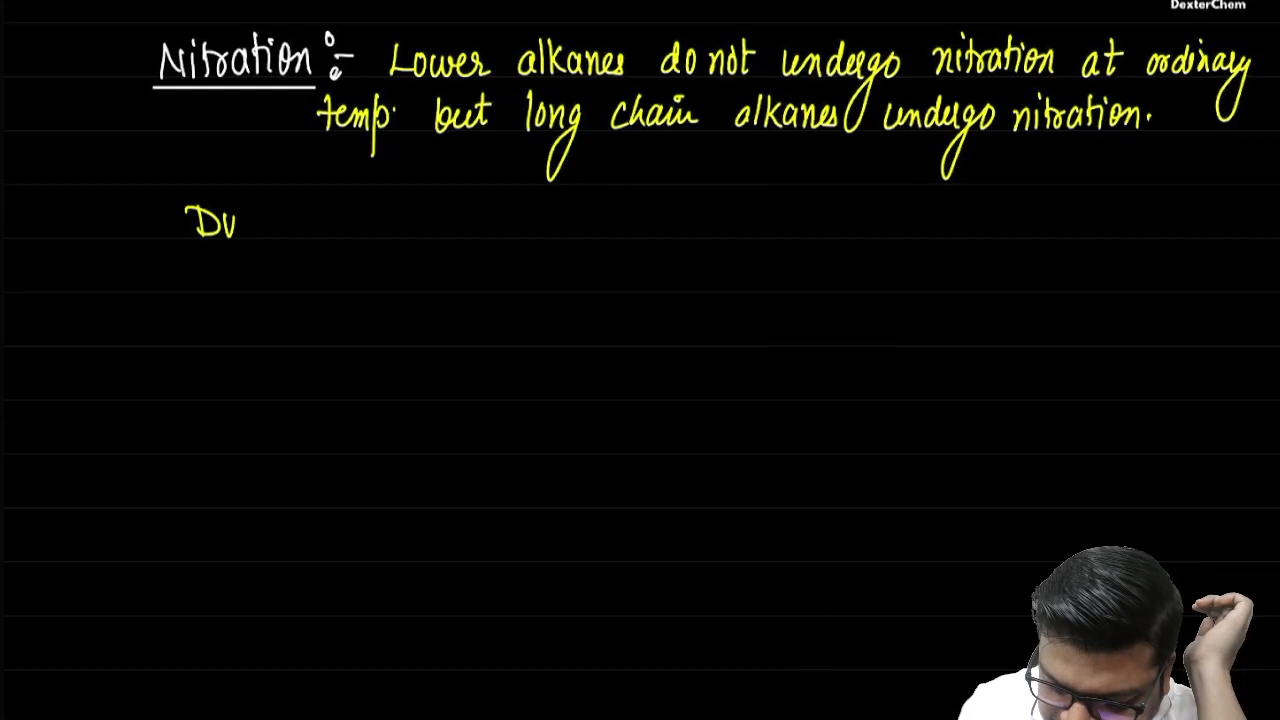 DexterChem
Nitration :- Lower alkanes do not undergo nitration at ordinary
temp. but long chain alkanes undergo nitration.
Du